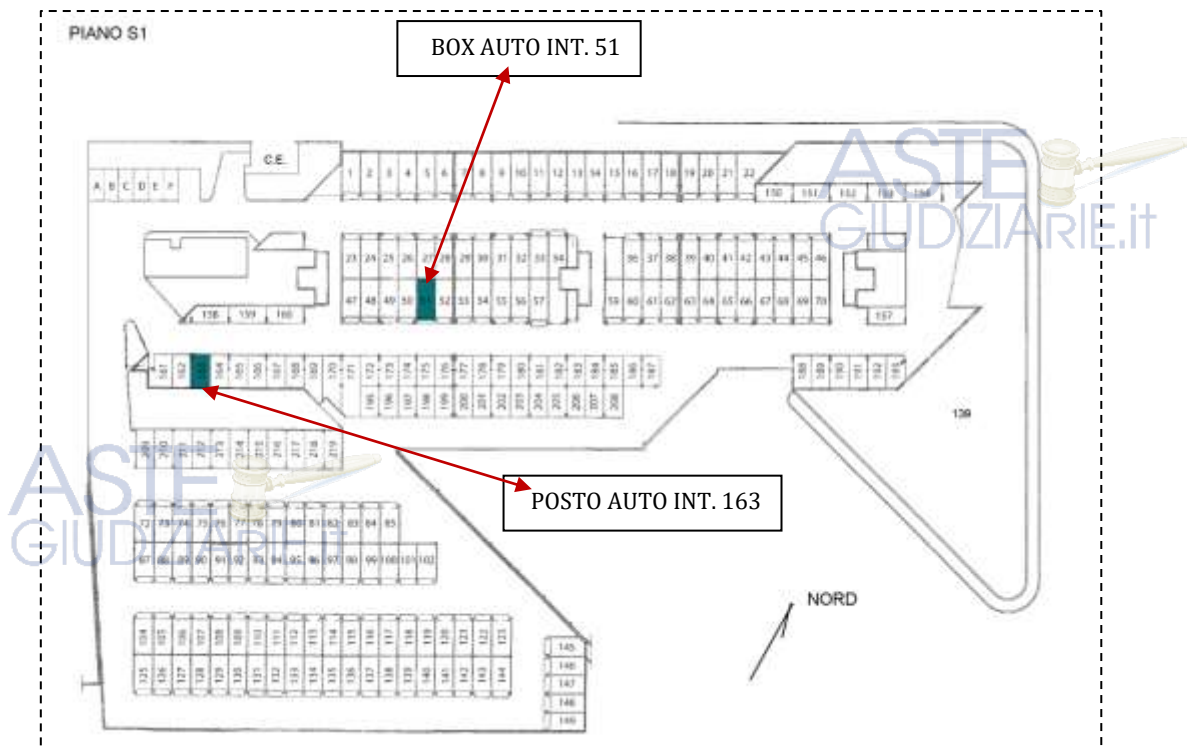 PIANO S1
BOX AUTO INT. 51
C.E.
A B C D E F
1 2 3 4 5 6 8 9 10 11 12 13 14 15 16 17 18 19 20 21 22
150 151 152 153
ASTE
GIUDIZIARIE.it
23 24 25 26 27 28 29 30 31 32 33 34
36 37 38 39 40 41 42 43 44 45 46
47 48 49 50 51 52 53 54 55 56 57
59 60 61 62 63 64 65 66 67 68 69 70
158 159 160
157
161 162 163 164 165 166 167 168 169 170 171 172 173 174 175 176 177 178 179 180 181 182 183 184 185 186 187
188 189 190 191 192 193
195 196 197 198 199 200 201 202 203 204 205 206 207 208
139
209 210 211 212 213 214 215 216 217 218 219
ASTE
GIUDIZIARIE.it
POSTO AUTO INT. 163
72 73 74 75 76 77 78 79 80 81 82 83 84 85
87 88 89 90 91 92 93 94 95 96 97 98 99 100 101 102
NORD
104 105 106 107 108 109 110 111 112 113 114 115 116 117 118 119 120 121 122 123
125 126 127 128 129 130 131 132 133 134 135 136 137 138 139 140 141 142 143 144
145
146
147
148
149